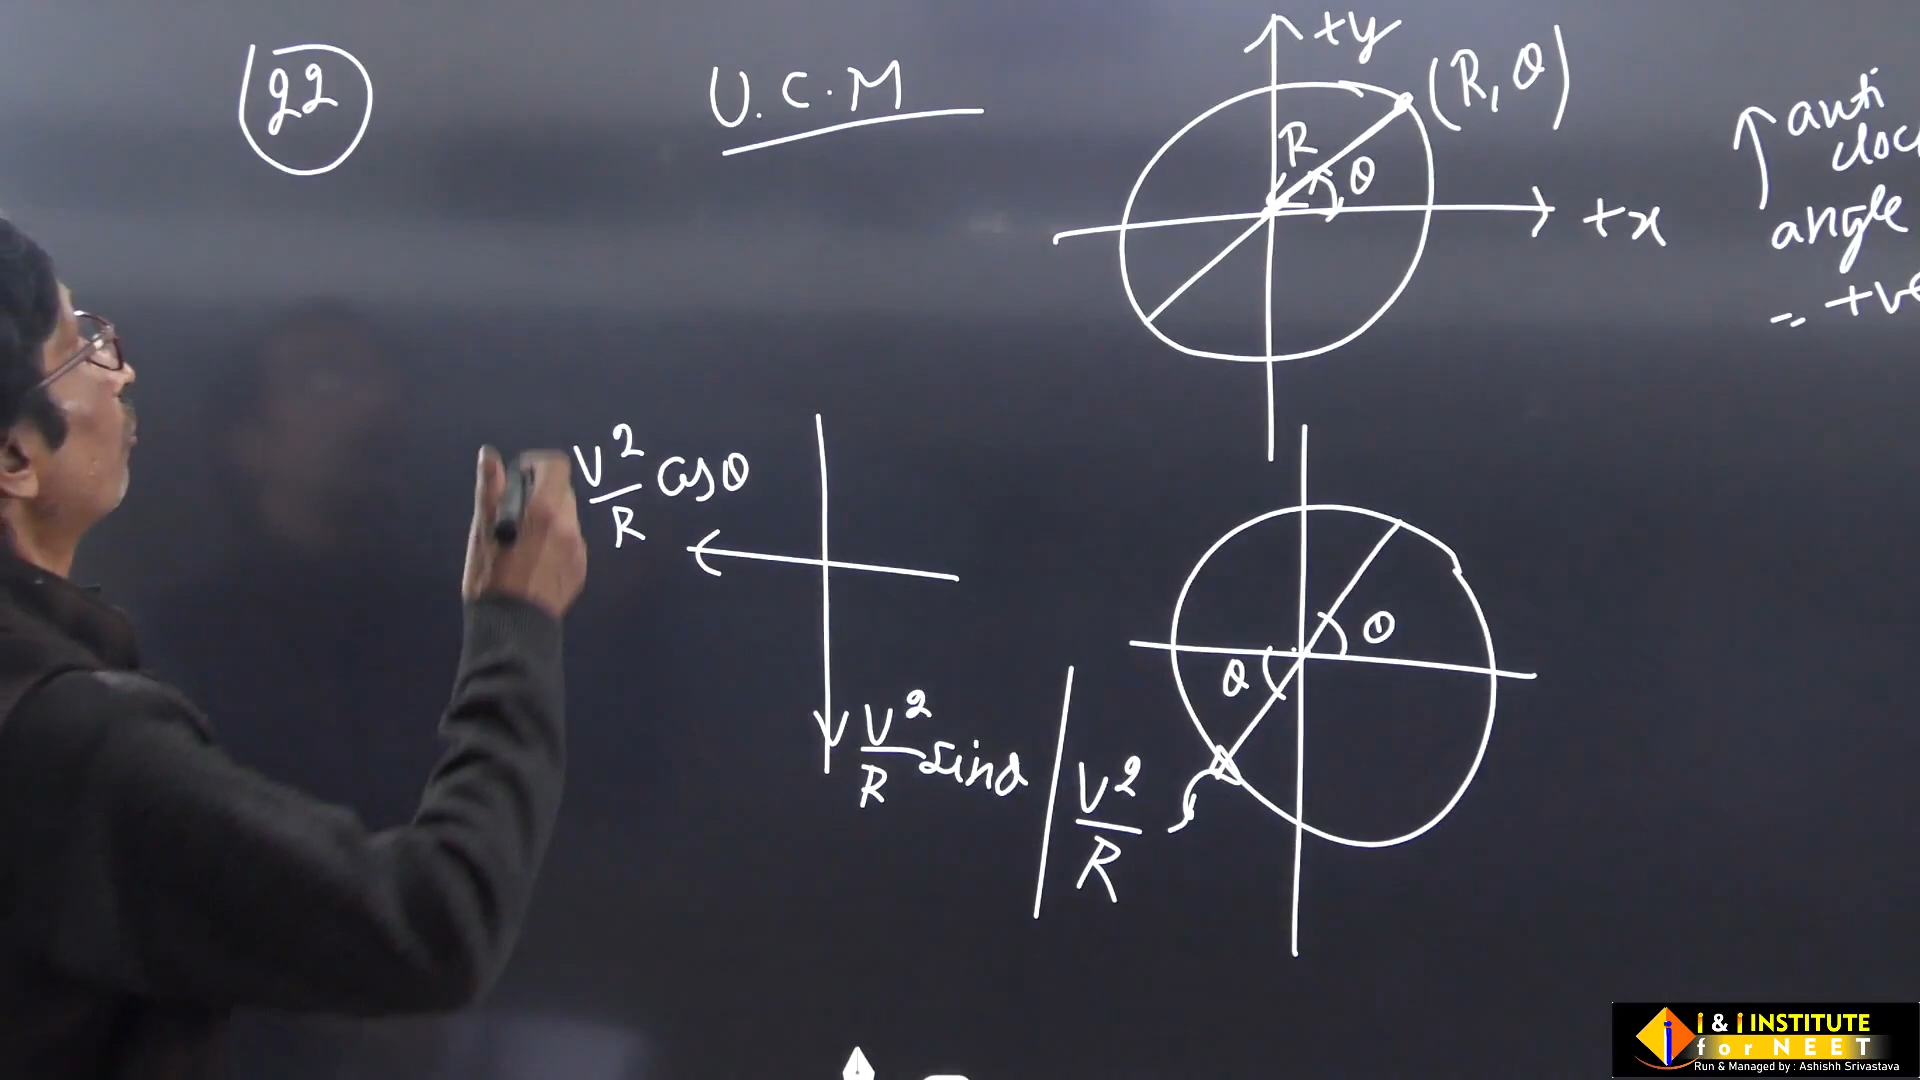 22
U.C.M
+y
(R, θ)
R
θ
+x
anti
cloc
angle
= +ve
V²/R cosθ
V²/R sinθ
θ
θ
V²/R
i & i INSTITUTE
for NEET
Run & Managed by : Ashishh Srivastava